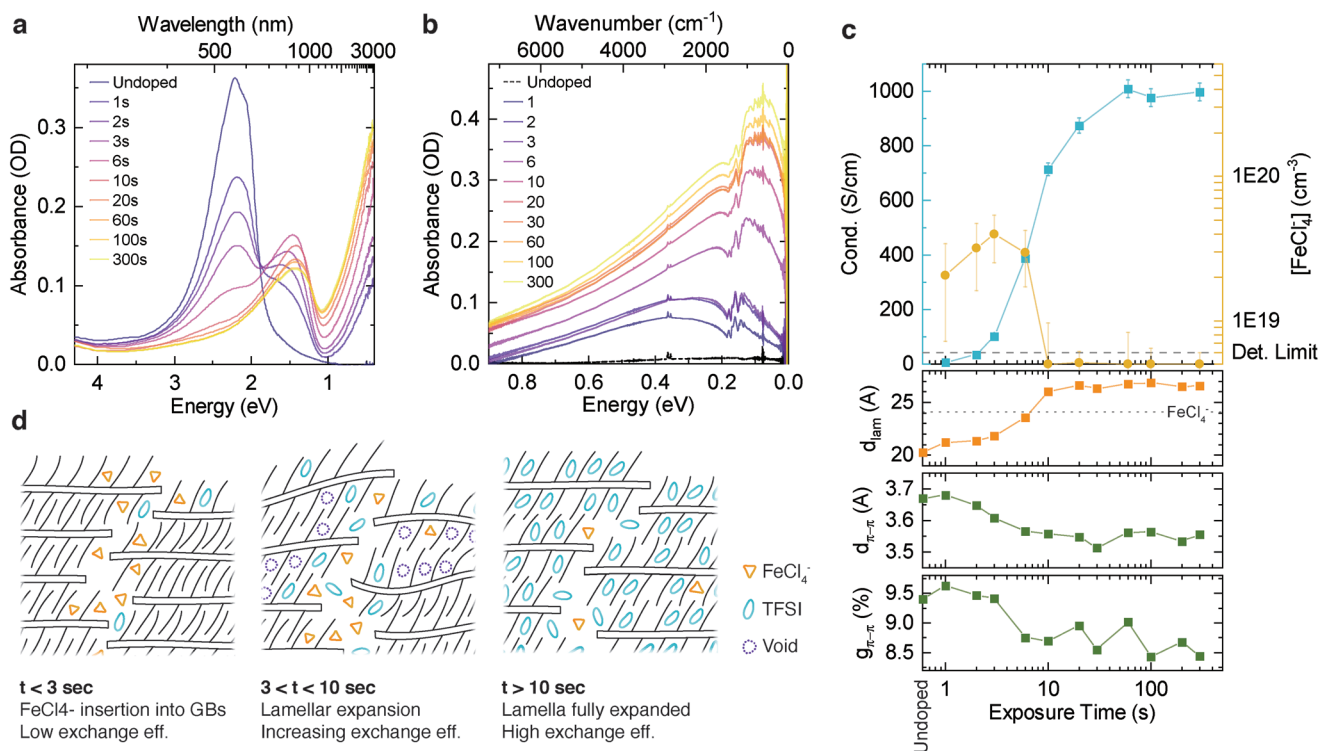 a
Wavelength (nm)
500 1000 3000
Absorbance (OD)
0.3
0.2
0.1
0.0
Undoped
1s
2s
3s
6s
10s
20s
60s
100s
300s
4 3 2 1
Energy (eV)
b
Wavenumber (cm-1)
6000 4000 2000 0
Absorbance (OD)
0.5
0.4
0.3
0.2
0.1
0.0
Undoped
1
2
3
6
10
20
30
60
100
300
0.8 0.6 0.4 0.2 0.0
Energy (eV)
c
Cond. (S/cm)
1000
800
600
400
200
0
1E20
1E19
[FeCl4-] (cm-3)
Det. Limit
dlam (A)
25
20
FeCl4-
dπ-π (A)
3.7
3.6
3.5
gπ-π (%)
9.5
9.0
8.5
Undoped
1 10 100
Exposure Time (s)
d
FeCl4-
TFSI
Void
t < 3 sec
FeCl4- insertion into GBs
Low exchange eff.
3 < t < 10 sec
Lamellar expansion
Increasing exchange eff.
t > 10 sec
Lamella fully expanded
High exchange eff.